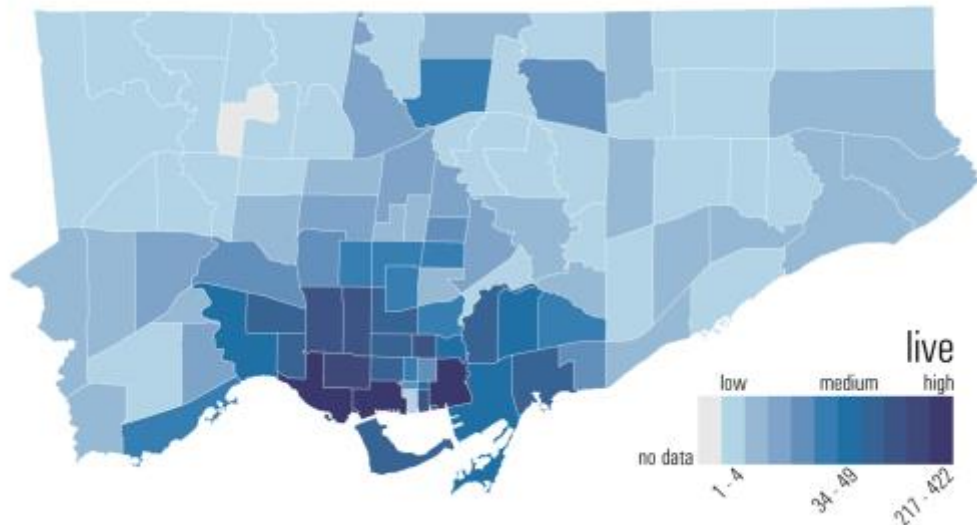 live
low medium high
no data
1 - 4
34 - 49
217 - 422